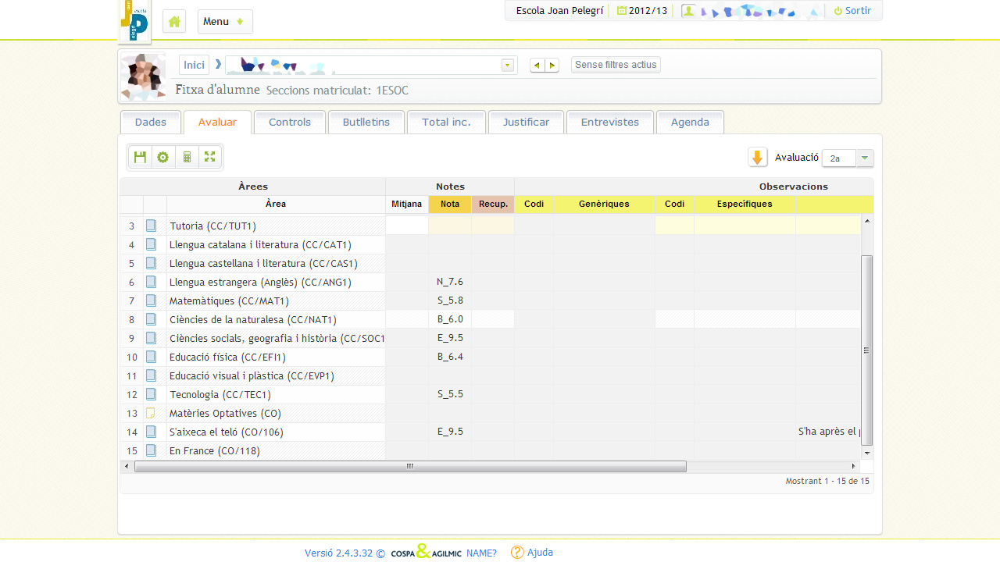 Escola Joan Pelegrí 2012/13 Sortir
escola
Joan
JP
elegrí
Menu
Inici
Sense filtres actius
Fitxa d'alumne Seccions matriculat: 1ESOC
Dades Avaluar Controls Butlletins Total inc. Justificar Entrevistes Agenda
Avaluació 2a
Àrees Notes Observacions
Àrea Mitjana Nota Recup. Codi Genèriques Codi Específiques
3 Tutoria (CC/TUT1)
4 Llengua catalana i literatura (CC/CAT1)
5 Llengua castellana i literatura (CC/CAS1)
6 Llengua estrangera (Anglès) (CC/ANG1) N_7.6
7 Matemàtiques (CC/MAT1) S_5.8
8 Ciències de la naturalesa (CC/NAT1) B_6.0
9 Ciències socials, geografia i història (CC/SOC1 E_9.5
10 Educació física (CC/EFI1) B_6.4
11 Educació visual i plàstica (CC/EVP1)
12 Tecnologia (CC/TEC1) S_5.5
13 Matèries Optatives (CO)
14 S'aixeca el teló (CO/106) E_9.5 S'ha après el p
15 En France (CO/118)
Mostrant 1 - 15 de 15
Versió 2.4.3.32 © COSPA & AGILMIC NAME? Ajuda